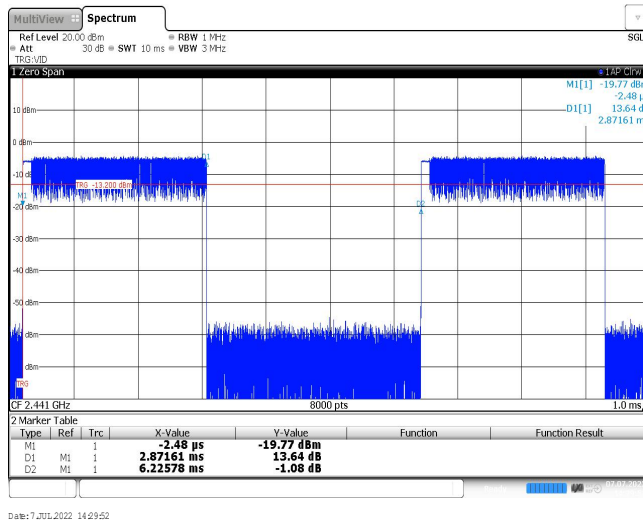 MultiView Spectrum
Ref Level 20.00 dBm RBW 1 MHz SGL
Att 30 dB SWT 10 ms VBW 3 MHz
TRG:VID
1 Zero Span 1AP Clrw
M1[1] -19.77 dBm
-2.48 µ
D1[1] 13.64 d
2.87161 m
10 dBm
0 dBm
D1
-10 dB
TRG -13.200 dBm
M1
D2
-20 dBm
-30 dBm
-40 dBm
-50 dBm
dBm
dBm
TRG
CF 2.441 GHz 8000 pts 1.0 ms
2 Marker Table
Type Ref Trc X-Value Y-Value Function Function Result
M1 1 -2.48 µs -19.77 dBm
D1 M1 1 2.87161 ms 13.64 dB
D2 M1 1 6.22578 ms -1.08 dB
07.07.202
Date: 7.JUL.2022 14:29:52